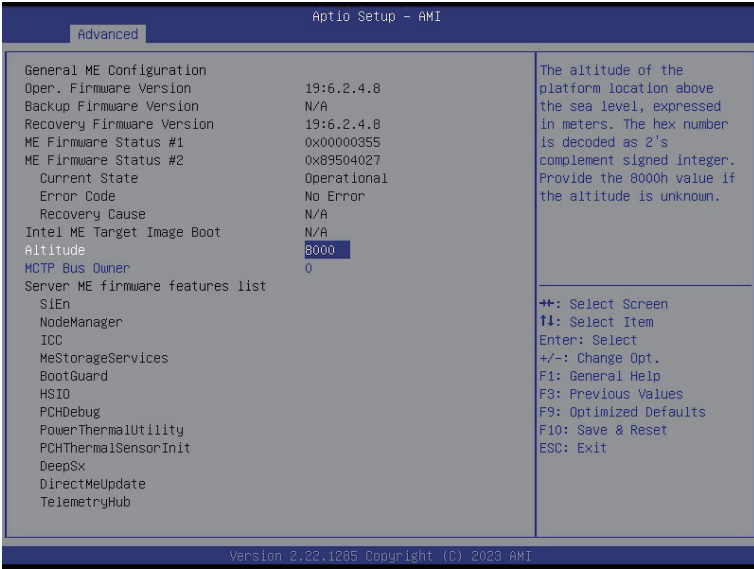 Aptio Setup – AMI
Advanced
General ME Configuration
Oper. Firmware Version 19:6.2.4.8
Backup Firmware Version N/A
Recovery Firmware Version 19:6.2.4.8
ME Firmware Status #1 0x00000355
ME Firmware Status #2 0x89504027
Current State Operational
Error Code No Error
Recovery Cause N/A
Intel ME Target Image Boot N/A
Altitude 8000
MCTP Bus Owner 0
Server ME firmware features list
SiEn
NodeManager
ICC
MeStorageServices
BootGuard
HSIO
PCHDebug
PowerThermalUtility
PCHThermalSensorInit
DeepSx
DirectMeUpdate
TelemetryHub
The altitude of the
platform location above
the sea level, expressed
in meters. The hex number
is decoded as 2's
complement signed integer.
Provide the 8000h value if
the altitude is unknown.
→←: Select Screen
↑↓: Select Item
Enter: Select
+/-: Change Opt.
F1: General Help
F3: Previous Values
F9: Optimized Defaults
F10: Save & Reset
ESC: Exit
Version 2.22.1285 Copyright (C) 2023 AMI